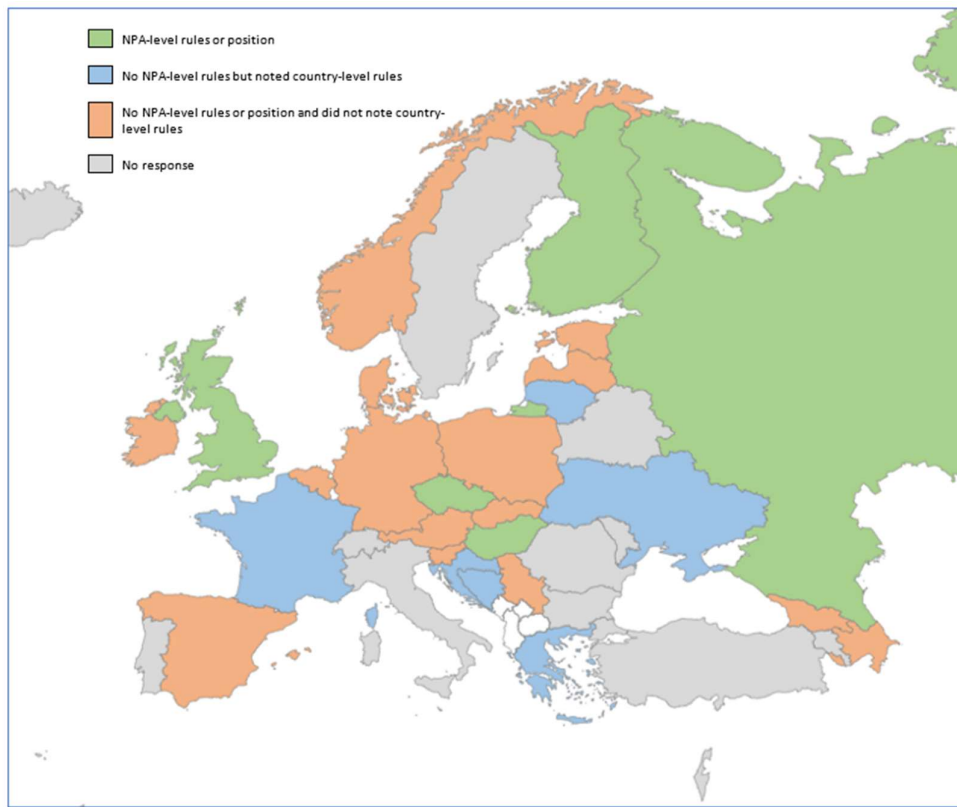 NPA-level rules or position
No NPA-level rules but noted country-level rules
No NPA-level rules or position and did not note country-
level rules
No response